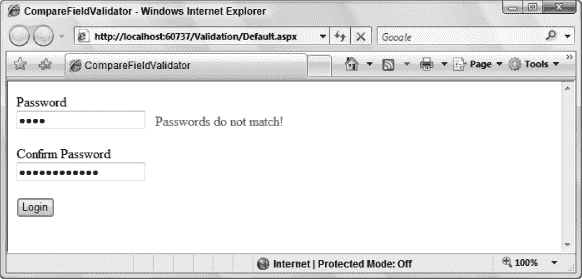 CompareFieldValidator - Windows Internet Explorer
http://localhost:60737/Validation/Default.aspx
Google
CompareFieldValidator
Page
Tools
Password
●●●● Passwords do not match!
Confirm Password
●●●●●●●●●●●●
Login
Internet | Protected Mode: Off
100%